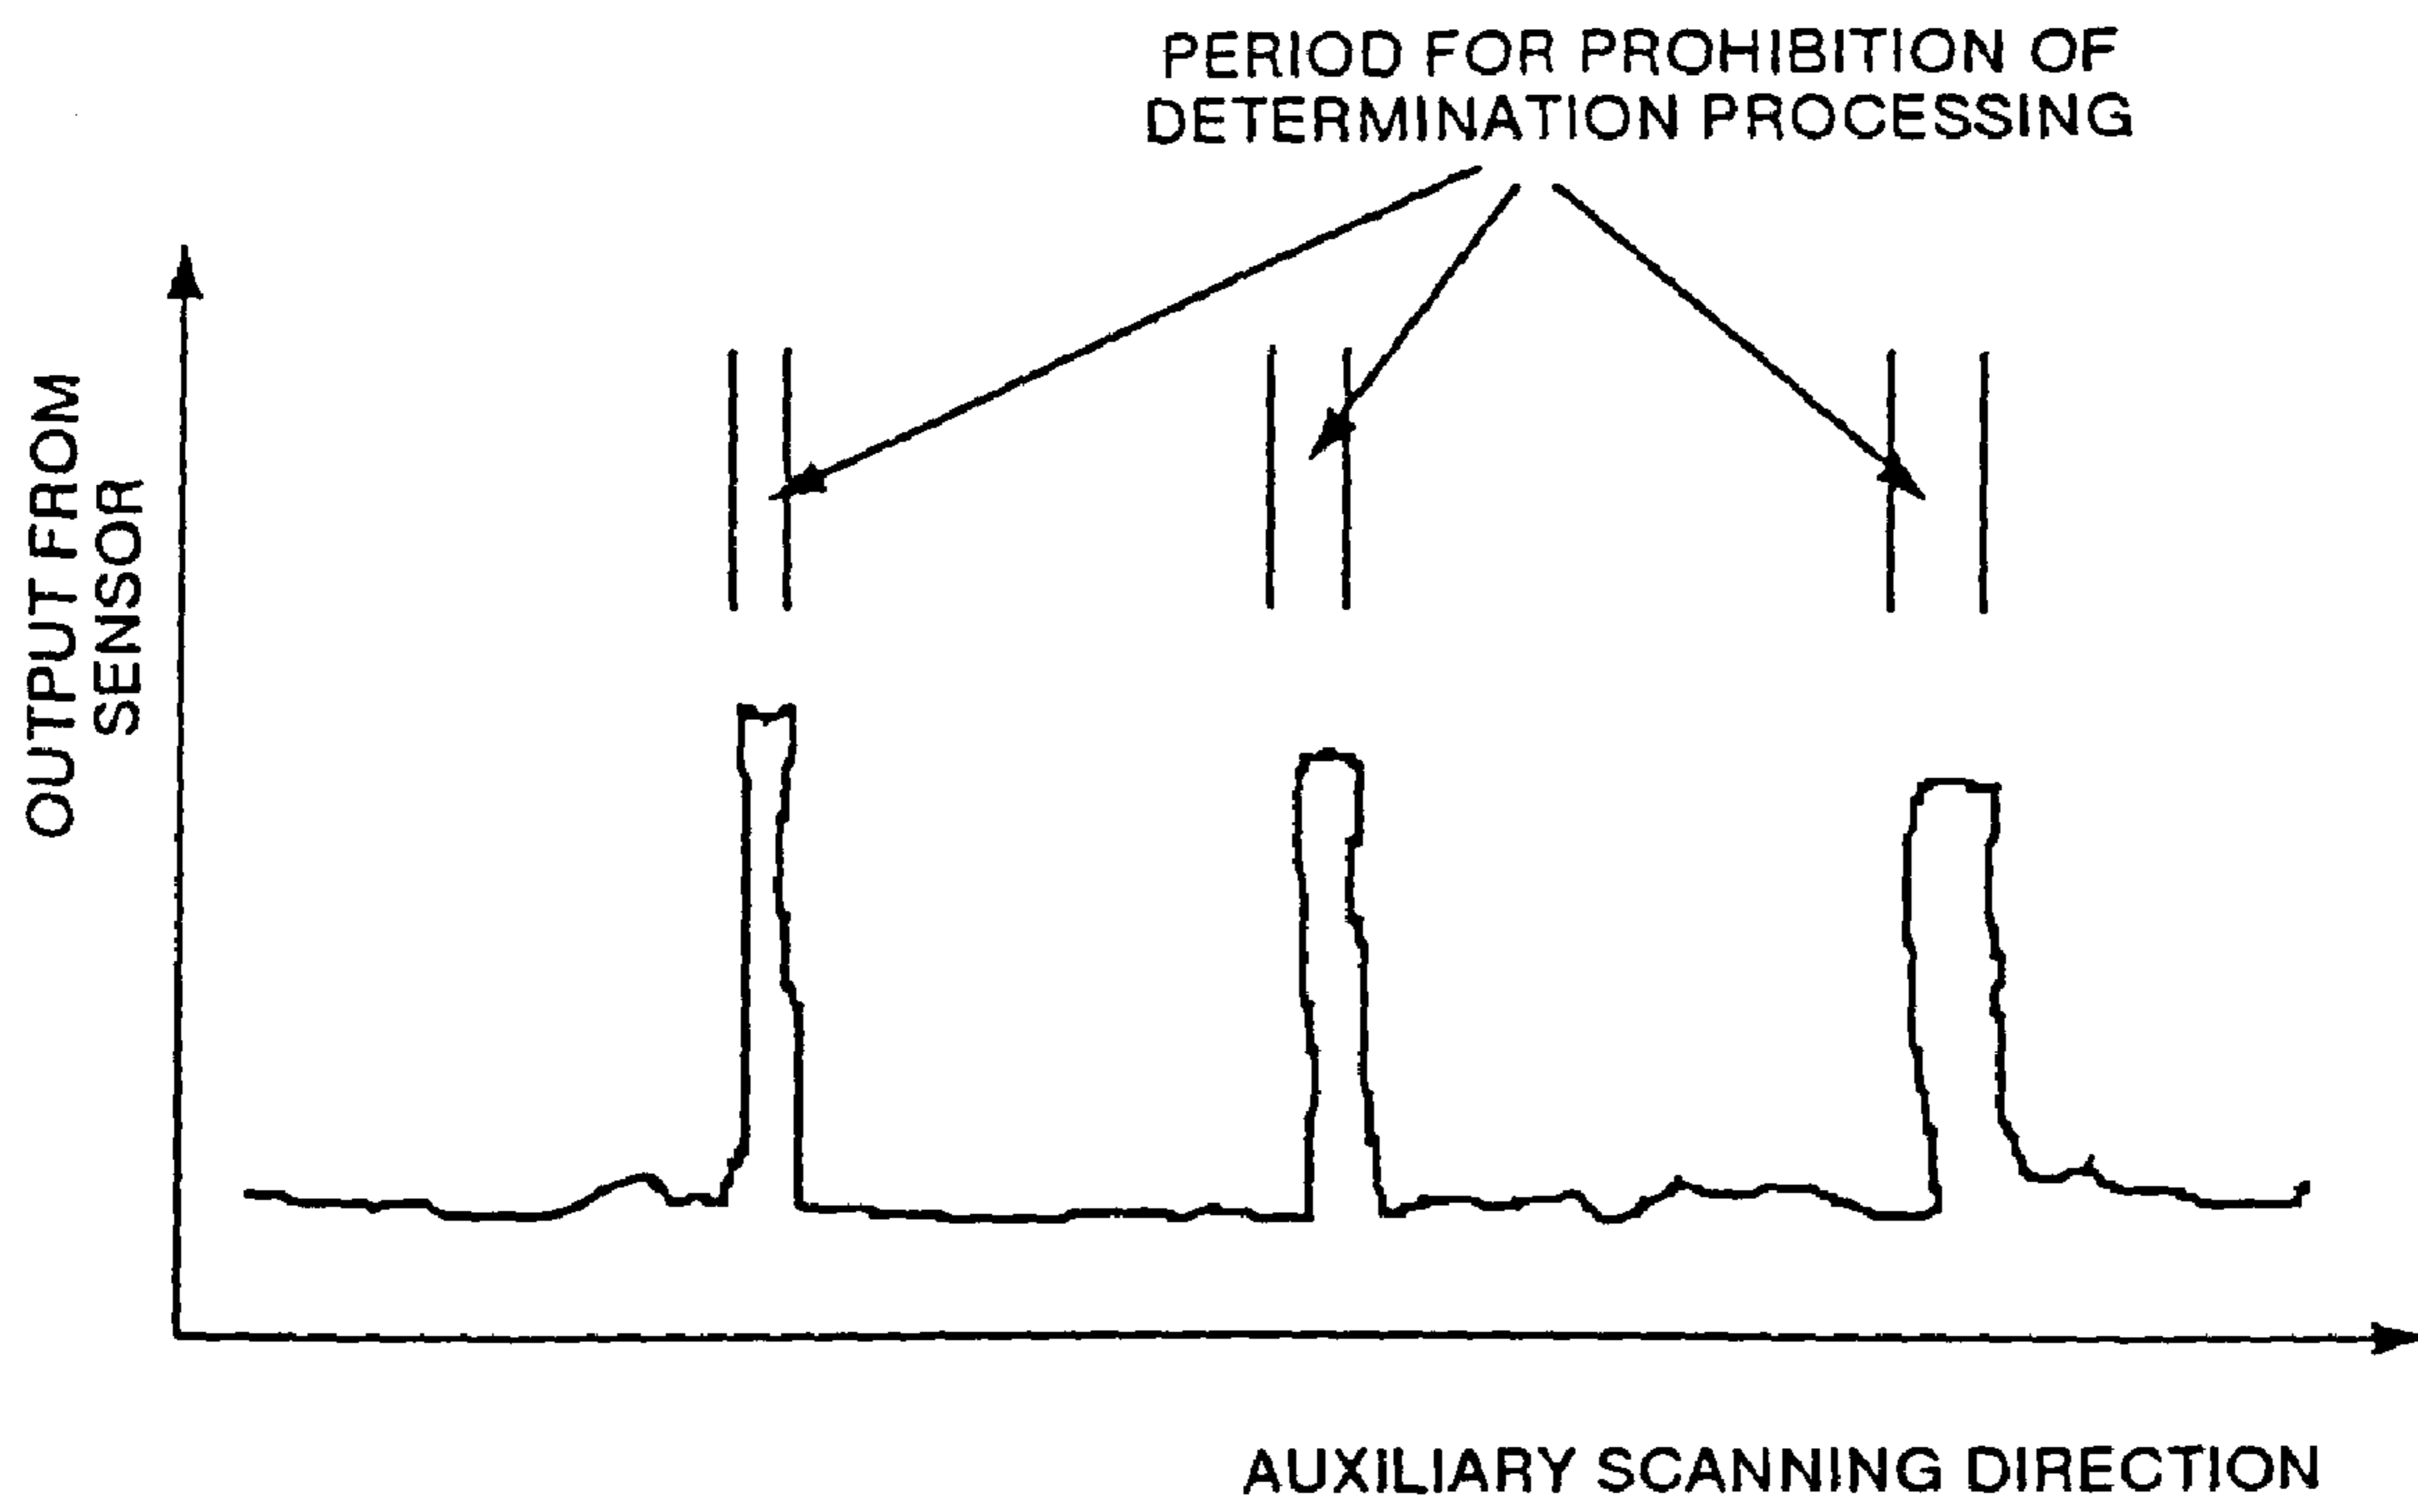 PERIOD FOR PROHIBITION OF
DETERMINATION PROCESSING
OUTPUT FROM
SENSOR
AUXILIARY SCANNING DIRECTION